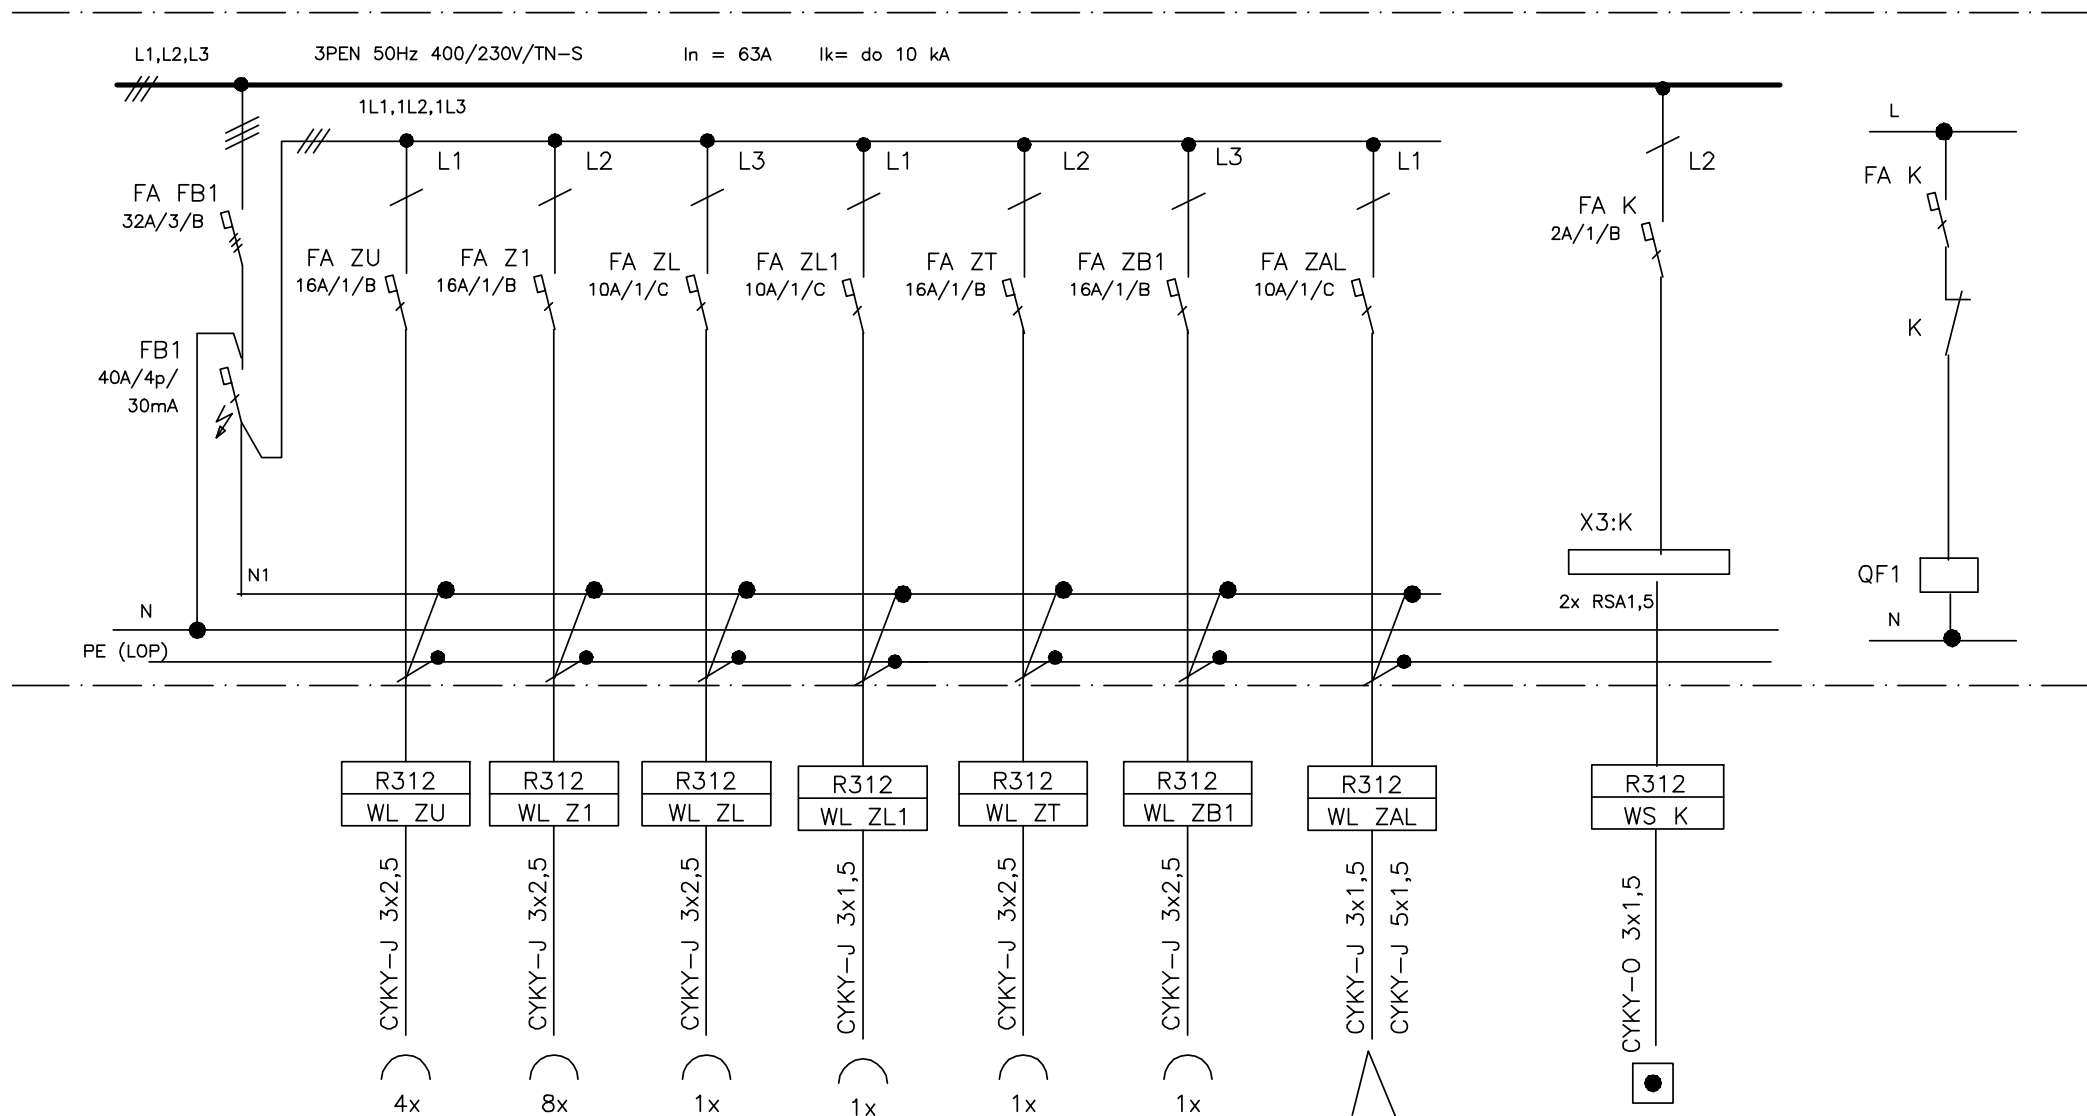 L1,L2,L3
3PEN 50Hz 400/230V/TN-S
In = 63A
Ik= do 10 kA
1L1,1L2,1L3
L
L1
L2
L3
L1
L2
L3
L1
L2
FA FB1
32A/3/B
FA ZU
16A/1/B
FA Z1
16A/1/B
FA ZL
10A/1/C
FA ZL1
10A/1/C
FA ZT
16A/1/B
FA ZB1
16A/1/B
FA ZAL
10A/1/C
FA K
2A/1/B
FA K
K
FB1
40A/4p/
30mA
X3:K
2x RSA1,5
QF1
N
N1
N
PE (LOP)
R312
WL ZU
R312
WL Z1
R312
WL ZL
R312
WL ZL1
R312
WL ZT
R312
WL ZB1
R312
WL ZAL
R312
WS K
CYKY-J 3x2,5
CYKY-J 3x2,5
CYKY-J 3x2,5
CYKY-J 3x1,5
CYKY-J 3x2,5
CYKY-J 3x2,5
CYKY-J 3x1,5
CYKY-J 5x1,5
CYKY-O 3x1,5
4x
8x
1x
1x
1x
1x